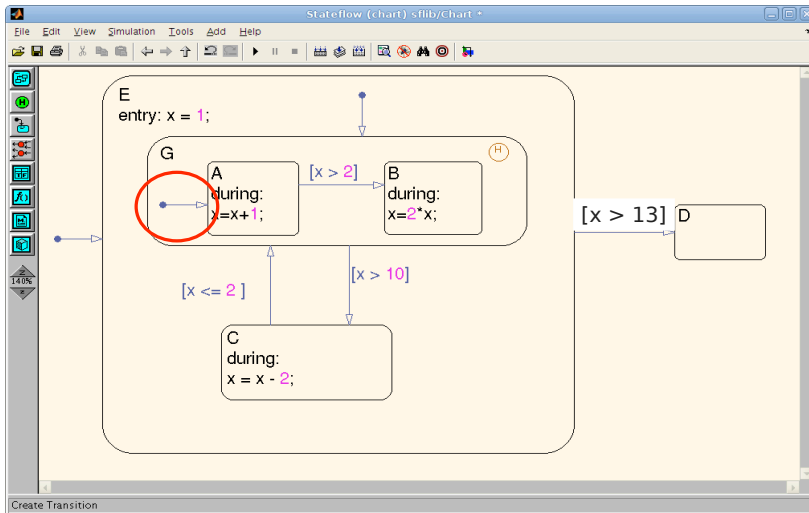 Stateflow (chart) sflib/Chart *
File Edit View Simulation Tools Add Help
E
entry: x = 1;
H
G
A
during:
x=x+1;
[x > 2]
B
during:
x=2*x;
[x > 13]
D
[x <= 2 ]
[x > 10]
C
during:
x = x - 2;
140%
Create Transition